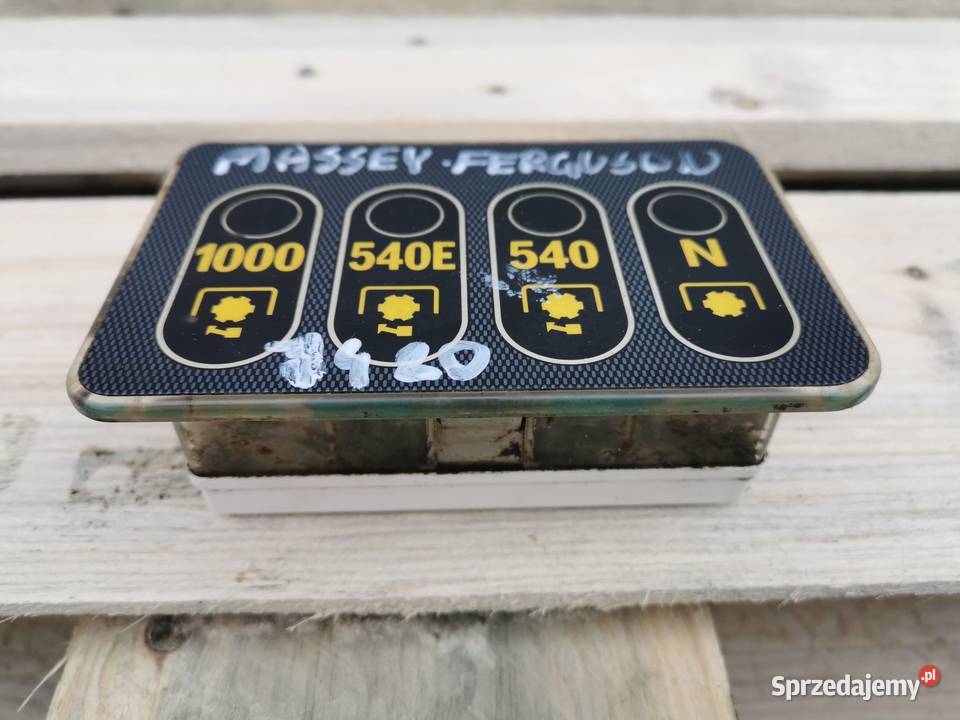 MASSEY·FERGUSON
1000 540E 540 N
7420
Sprzedajemy.pl